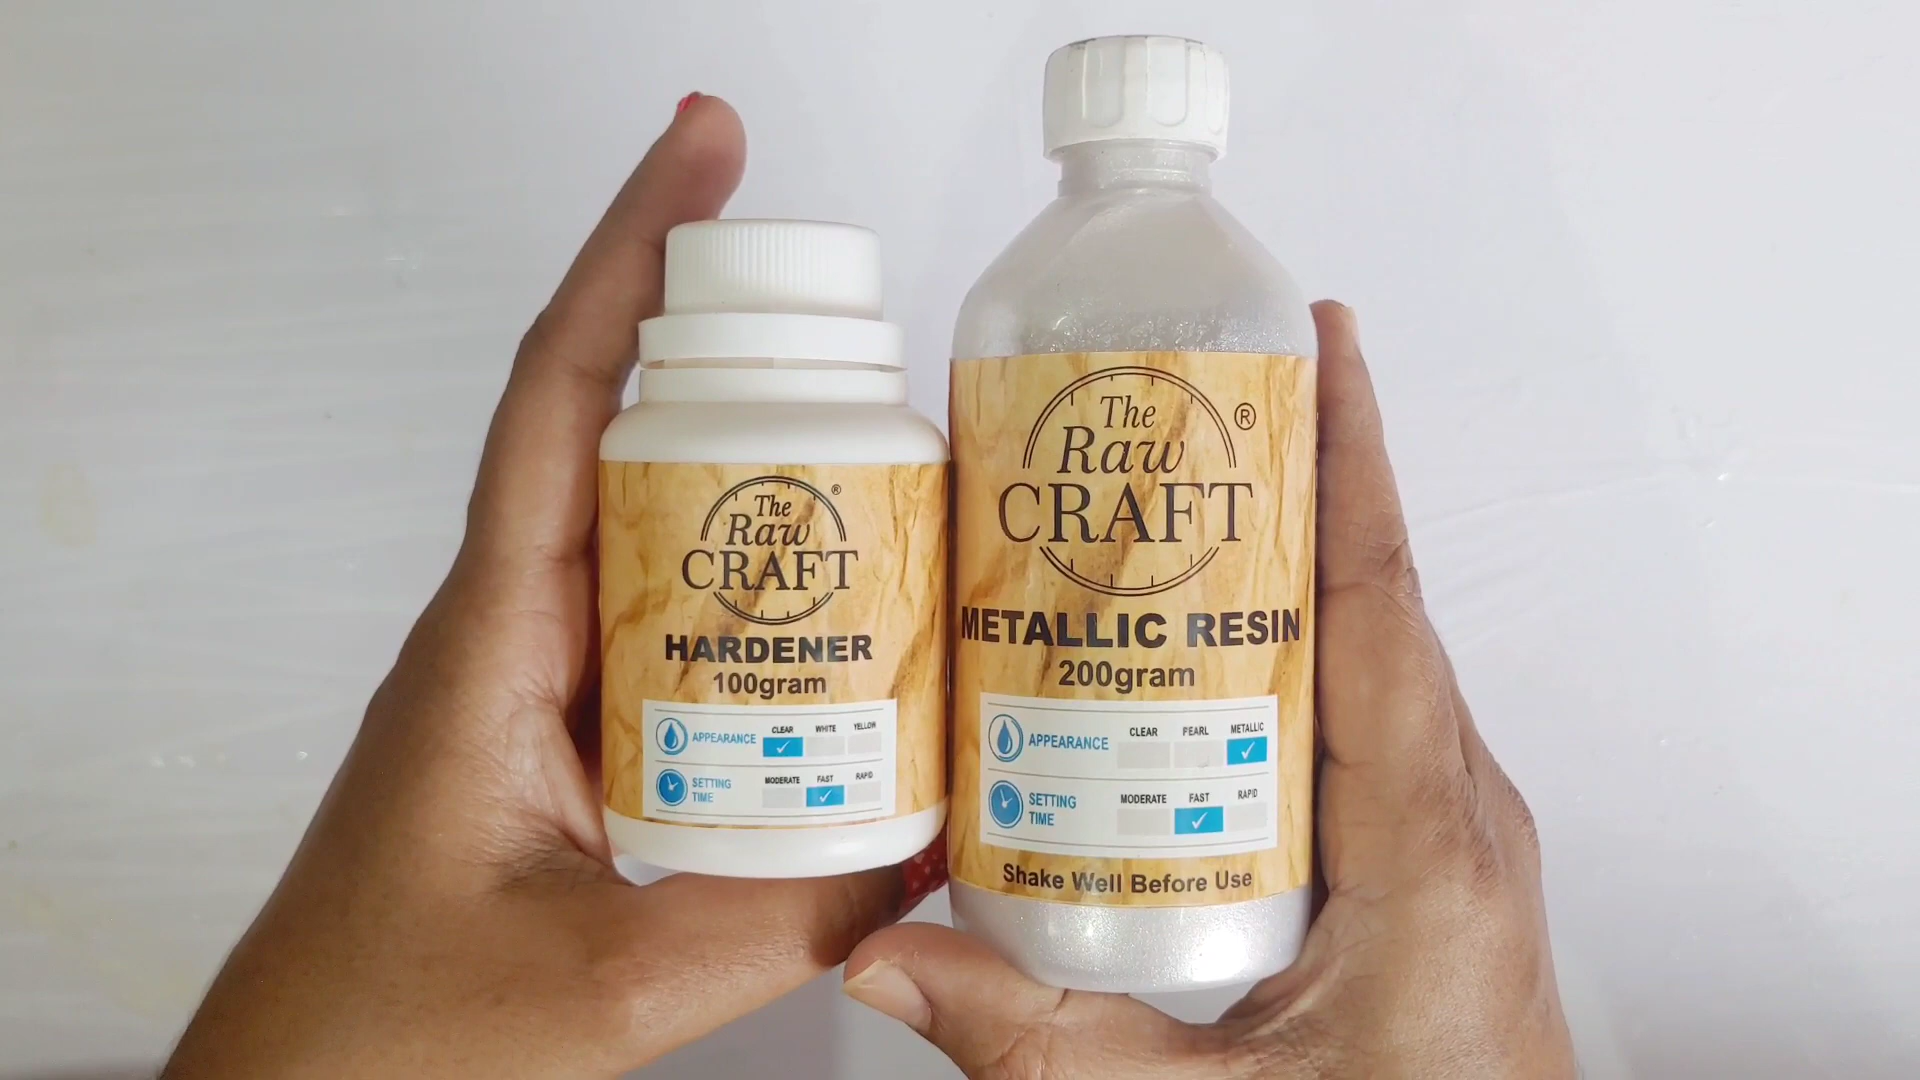 The
Raw
CRAFT
®
HARDENER
100gram
CLEAR WHITE YELLOW
APPEARANCE
MODERATE FAST RAPID
SETTING
TIME
The
Raw
CRAFT
®
METALLIC RESIN
200gram
CLEAR PEARL METALLIC
APPEARANCE
MODERATE FAST RAPID
SETTING
TIME
Shake Well Before Use